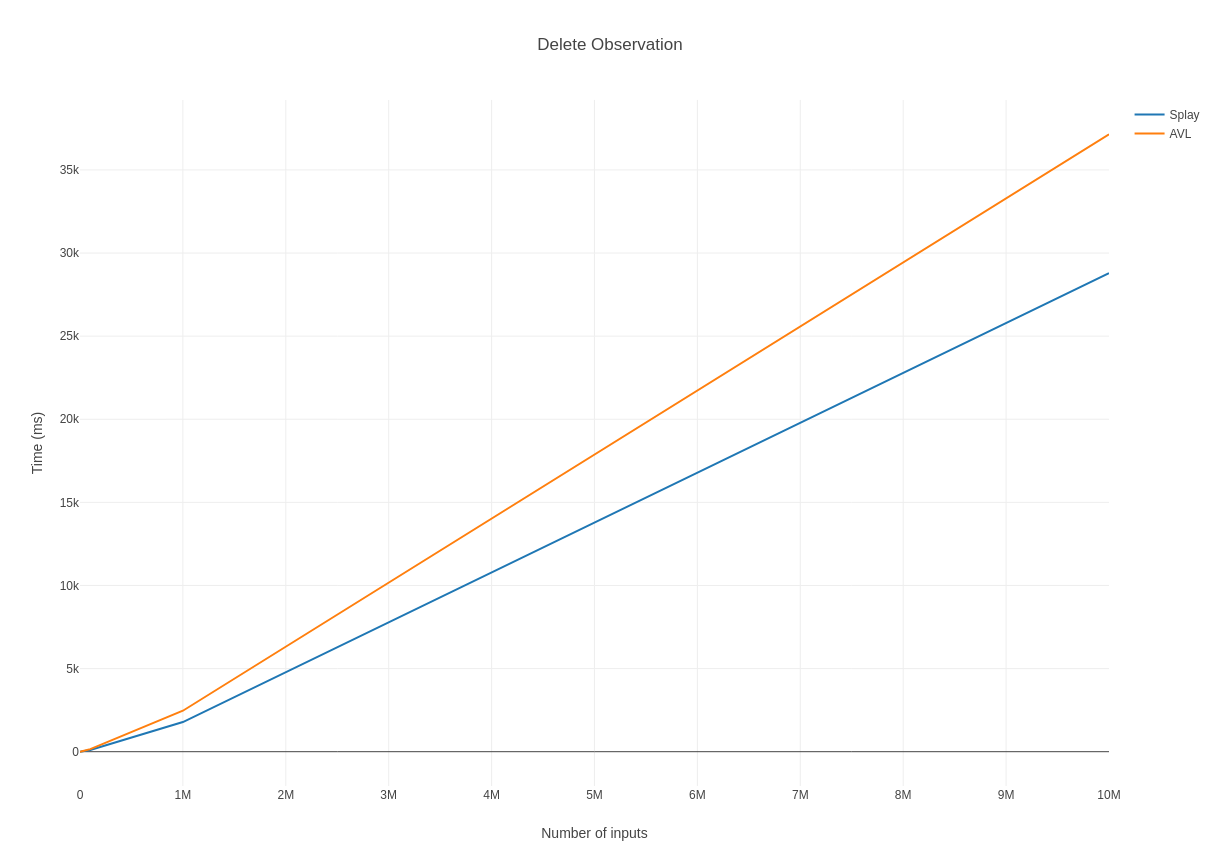 Delete Observation
Splay
AVL
35k
30k
25k
20k
15k
10k
5k
0
Time (ms)
0 1M 2M 3M 4M 5M 6M 7M 8M 9M 10M
Number of inputs